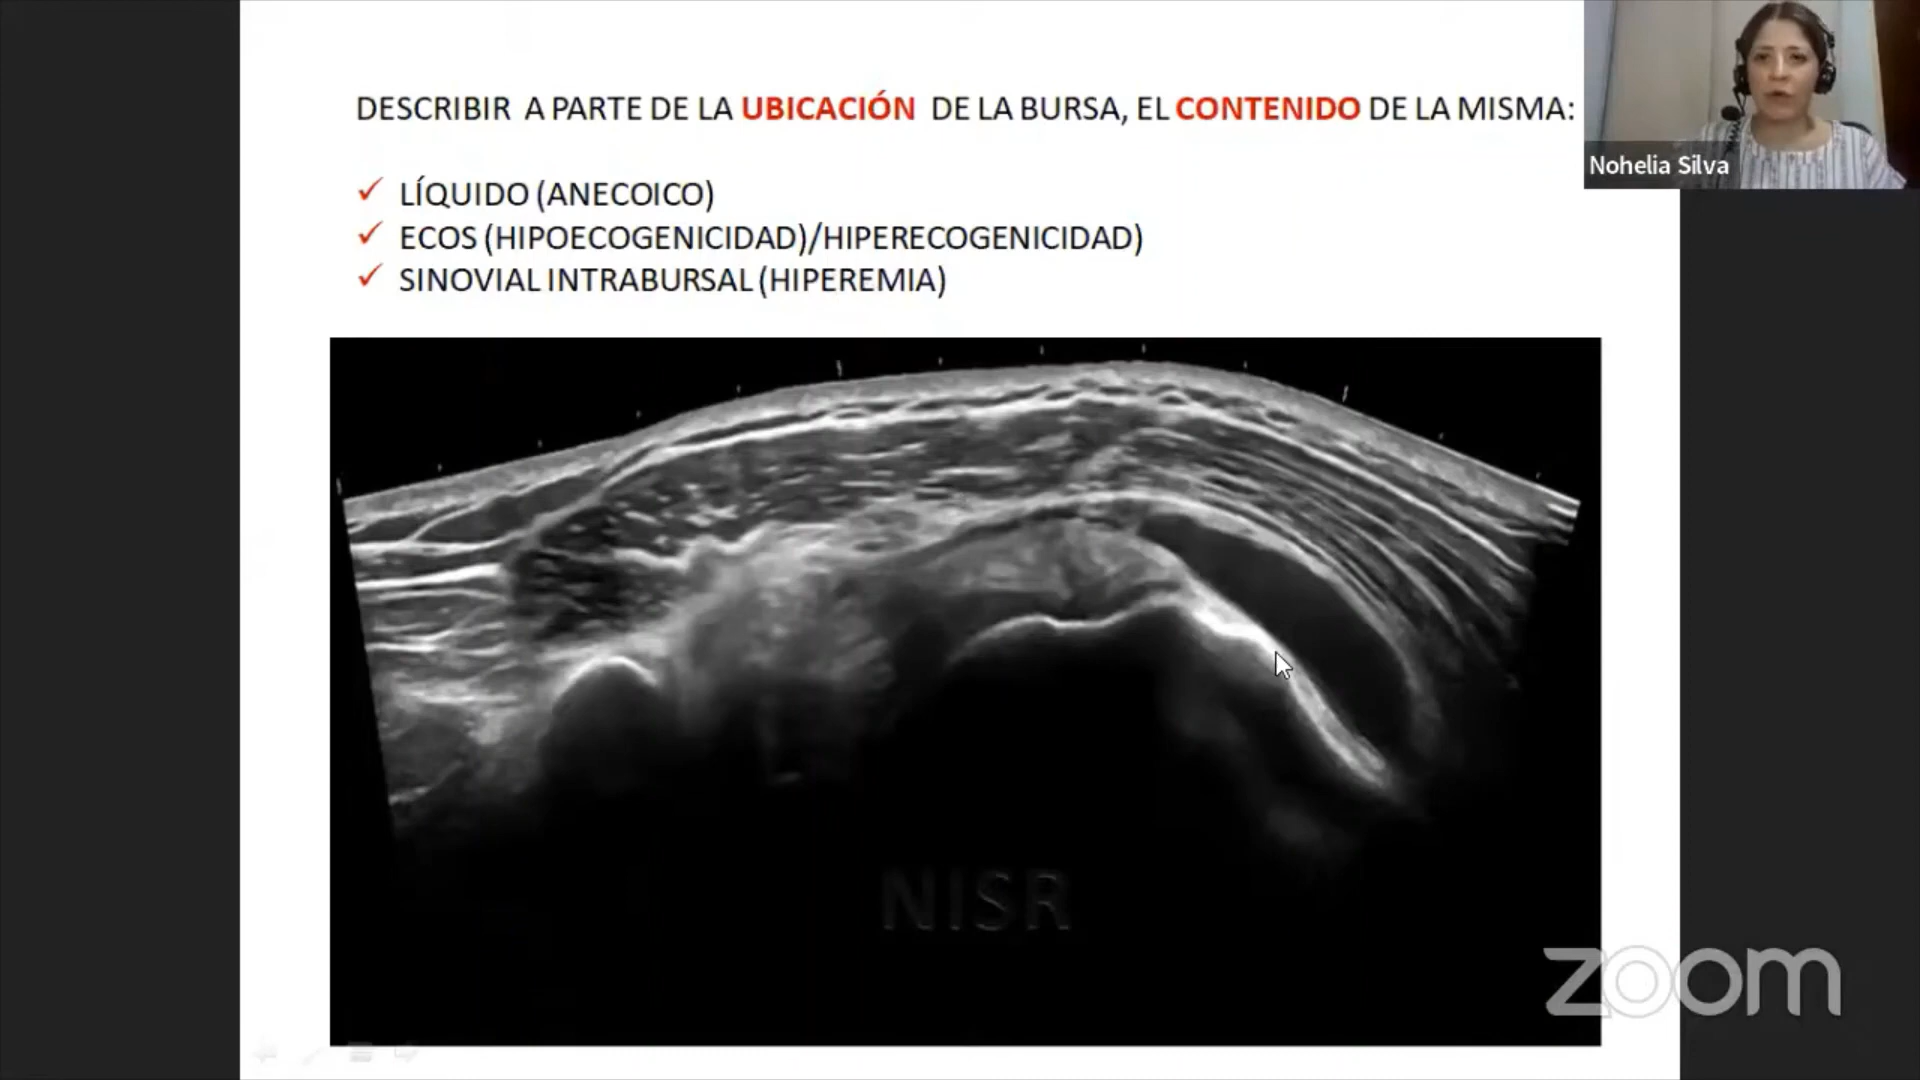 DESCRIBIR A PARTE DE LA UBICACIÓN DE LA BURSA, EL CONTENIDO DE LA MISMA:
LÍQUIDO (ANECOICO)
ECOS (HIPOECOGENICIDAD)/HIPERECOGENICIDAD)
SINOVIAL INTRABURSAL (HIPEREMIA)
Nohelia Silva
NISR
zoom